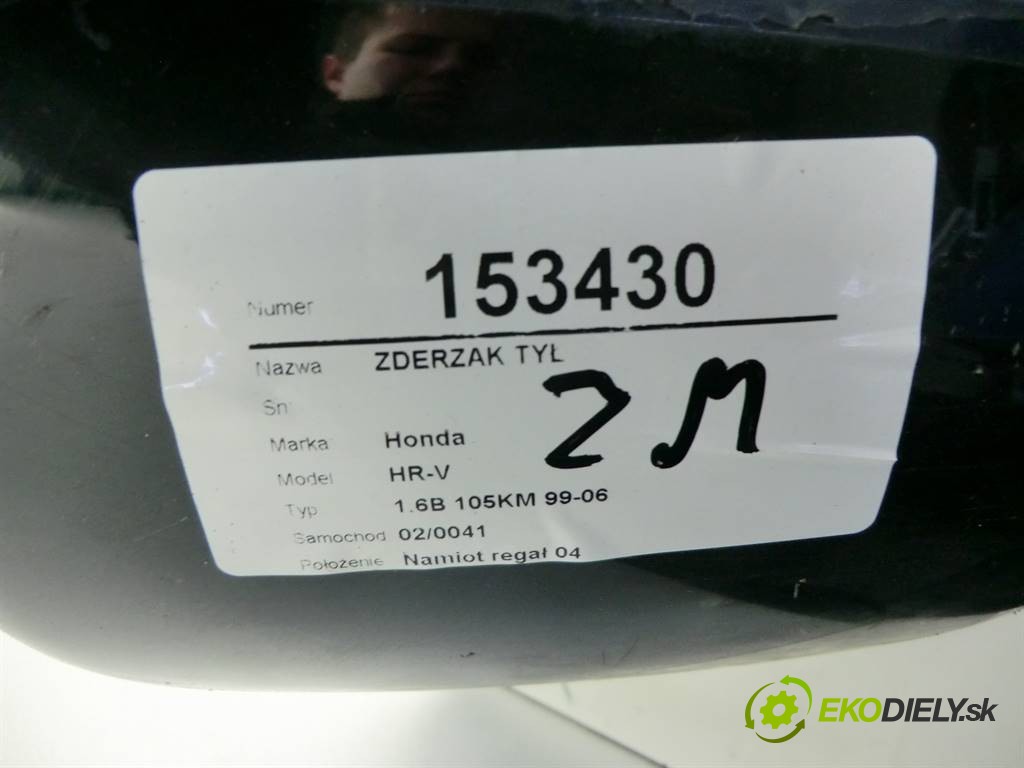 Numer 153430
Nazwa ZDERZAK TYŁ
Sn
2 M
Marka Honda
Model HR-V
Typ 1.6B 105KM 99-06
Samochod 02/0041
Położenie Namiot regał 04
EKODIELY.sk